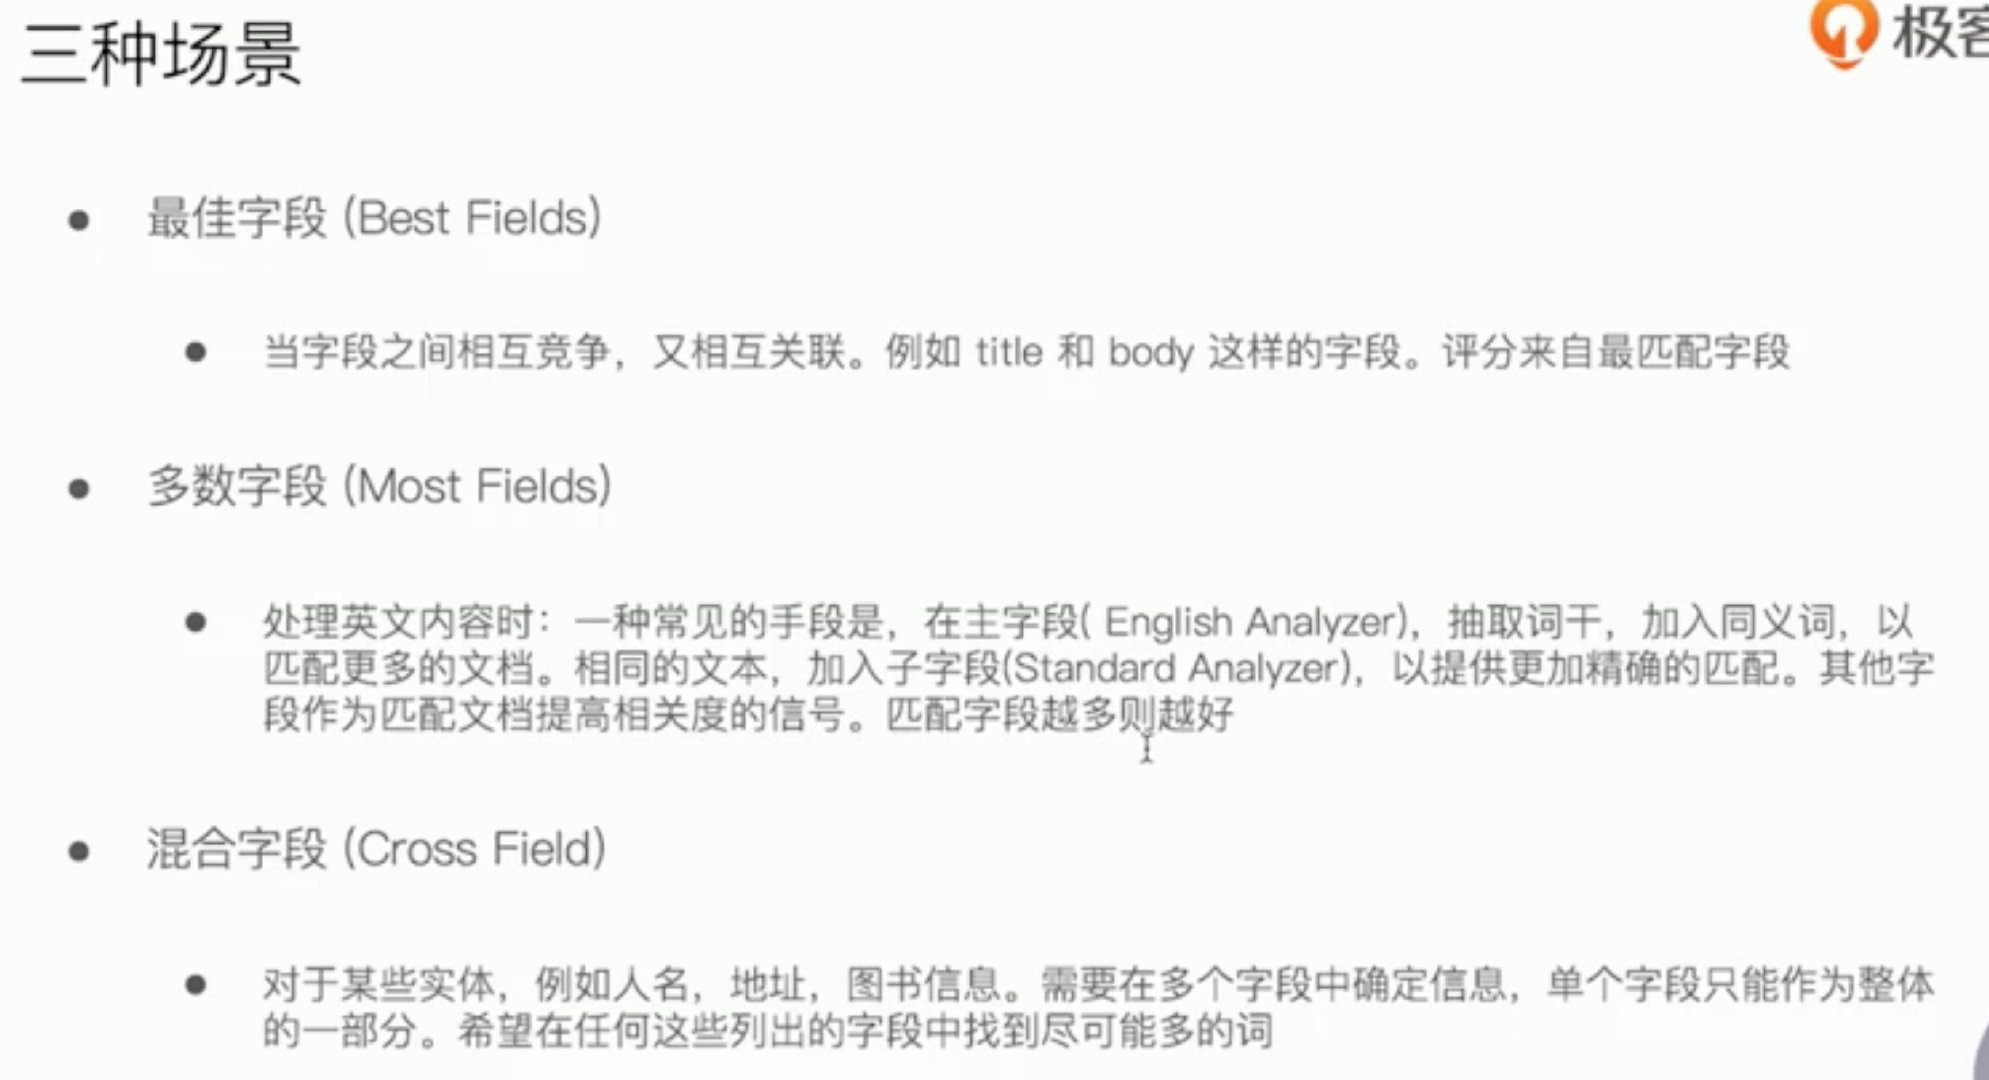 三种场景
极客
最佳字段 (Best Fields)
当字段之间相互竞争，又相互关联。例如 title 和 body 这样的字段。评分来自最匹配字段
多数字段 (Most Fields)
处理英文内容时：一种常见的手段是，在主字段( English Analyzer)，抽取词干，加入同义词，以
匹配更多的文档。相同的文本，加入子字段(Standard Analyzer)，以提供更加精确的匹配。其他字
段作为匹配文档提高相关度的信号。匹配字段越多则越好
混合字段 (Cross Field)
对于某些实体，例如人名，地址，图书信息。需要在多个字段中确定信息，单个字段只能作为整体
的一部分。希望在任何这些列出的字段中找到尽可能多的词